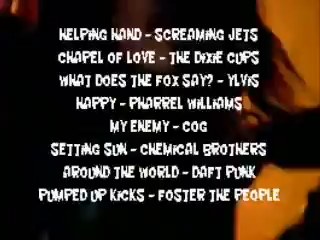 HELPING HAND - SCREAMING JETS
CHAPEL OF LOVE - THE DIXIE CUPS
WHAT DOES THE FOX SAY? - YLVIS
HAPPY - PHARREL WILLIAMS
MY ENEMY - COG
SETTING SUN - CHEMICAL BROTHERS
AROUND THE WORLD - DAFT PUNK
PUMPED UP KICKS - FOSTER THE PEOPLE